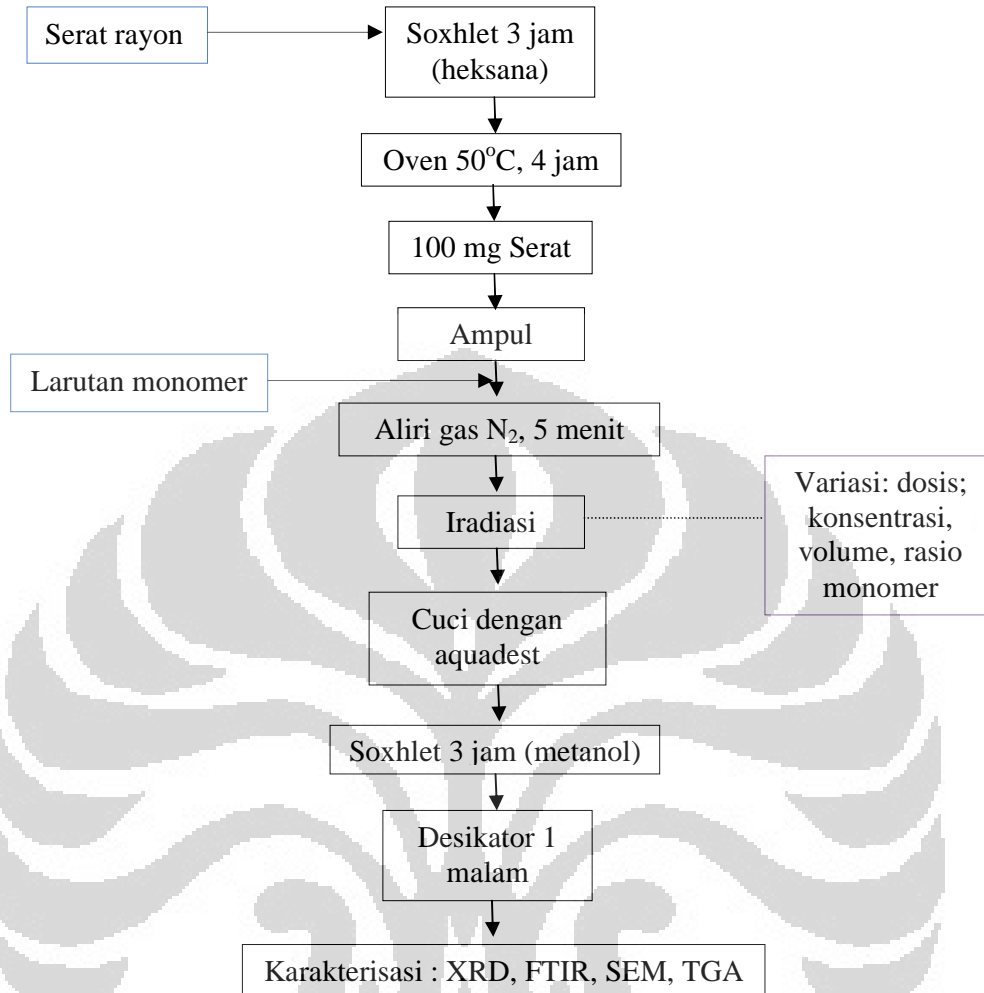 Serat rayon
Soxhlet 3 jam
(heksana)
Oven 50°C, 4 jam
100 mg Serat
Ampul
Larutan monomer
Aliri gas N₂, 5 menit
Iradiasi
Variasi: dosis;
konsentrasi,
volume, rasio
monomer
Cuci dengan
aquadest
Soxhlet 3 jam (metanol)
Desikator 1
malam
Karakterisasi : XRD, FTIR, SEM, TGA